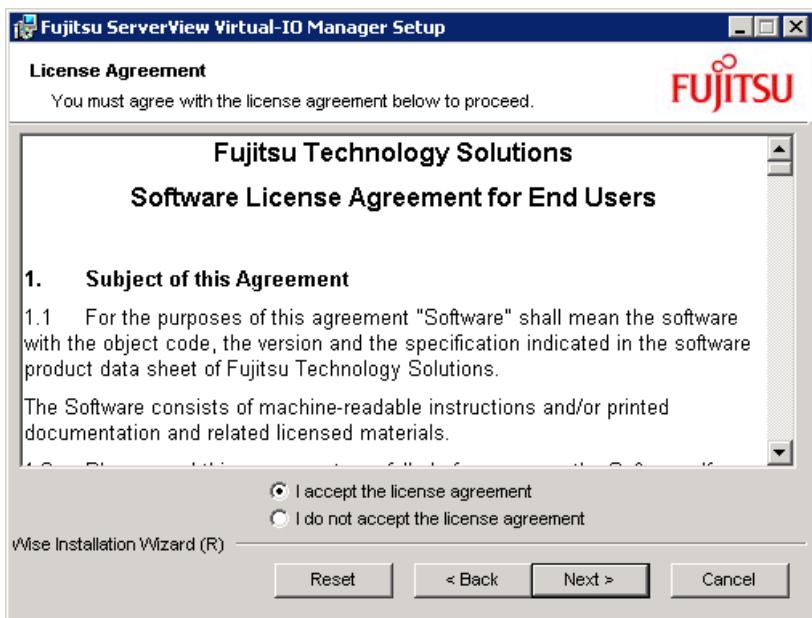 Fujitsu ServerView Virtual-IO Manager Setup
License Agreement
You must agree with the license agreement below to proceed.
FUJITSU
Fujitsu Technology Solutions
Software License Agreement for End Users
1. Subject of this Agreement
1.1 For the purposes of this agreement "Software" shall mean the software
with the object code, the version and the specification indicated in the software
product data sheet of Fujitsu Technology Solutions.
The Software consists of machine-readable instructions and/or printed
documentation and related licensed materials.
I accept the license agreement
I do not accept the license agreement
Wise Installation Wizard (R)
Reset
< Back
Next >
Cancel